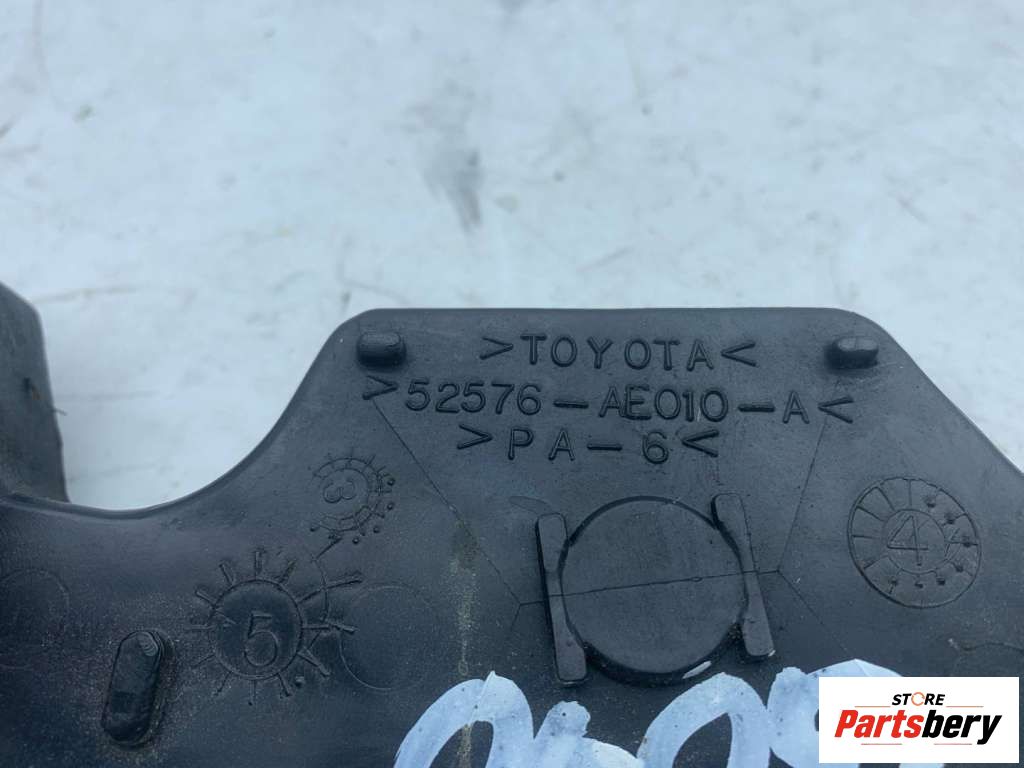 >TOYOTA<
>52576-AE010-A<
>PA-6<
3
4
5
STORE
Partsbery